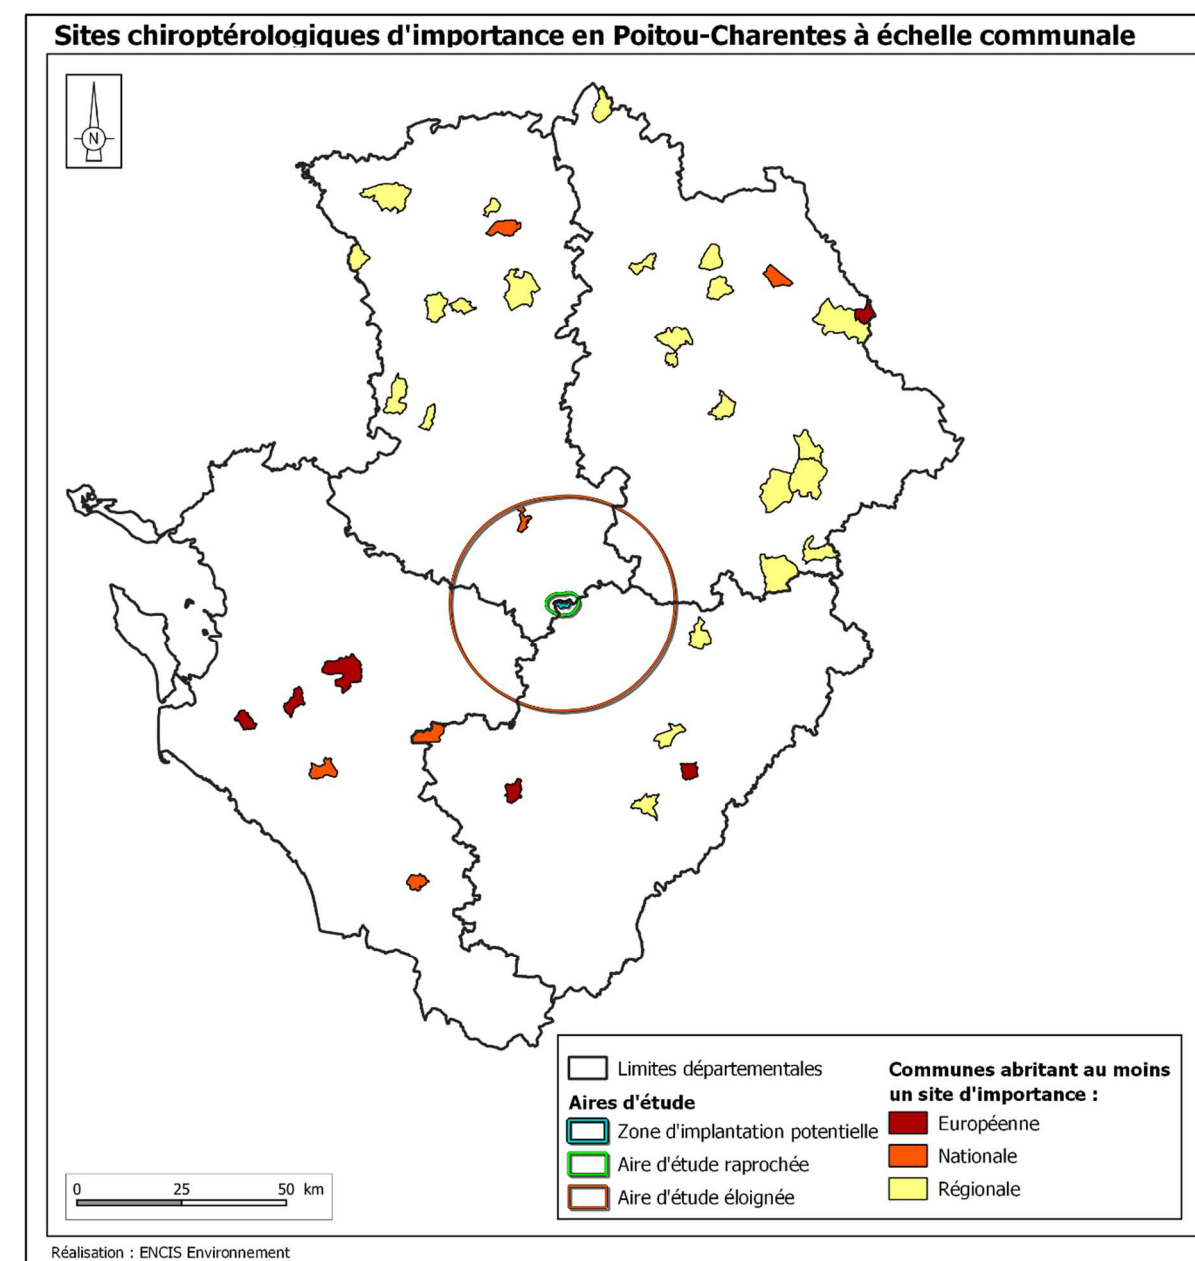 Sites chiroptérologiques d'importance en Poitou-Charentes à échelle communale
N
Limites départementales
Aires d'étude
Zone d'implantation potentielle
Aire d'étude raprochée
Aire d'étude éloignée
Communes abritant au moins
un site d'importance :
Européenne
Nationale
Régionale
0 25 50 km
Réalisation : ENCIS Environnement